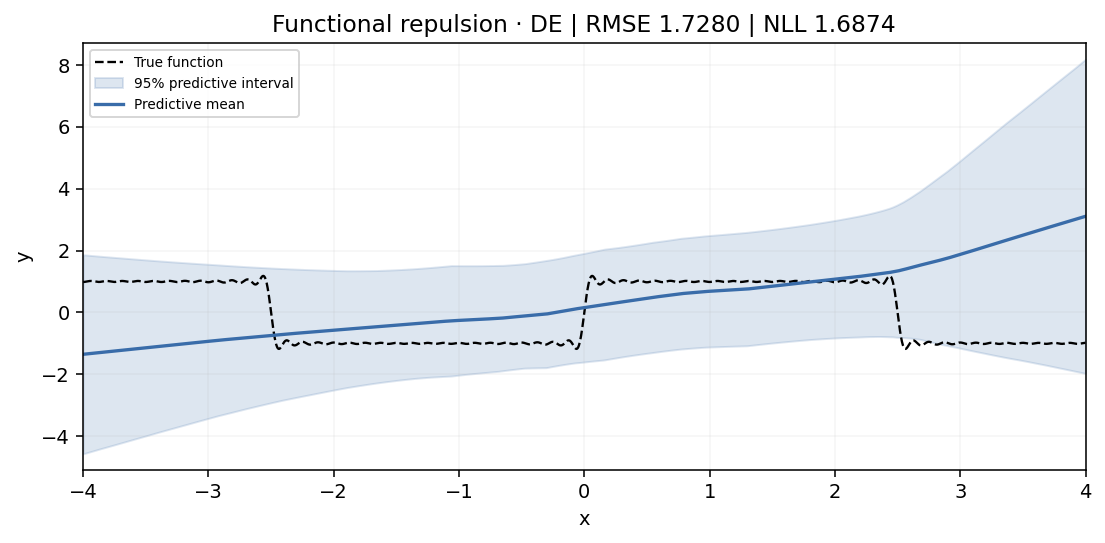 Functional repulsion · DE | RMSE 1.7280 | NLL 1.6874
True function
95% predictive interval
Predictive mean
8
6
4
2
0
−2
−4
y
−4 −3 −2 −1 0 1 2 3 4
x